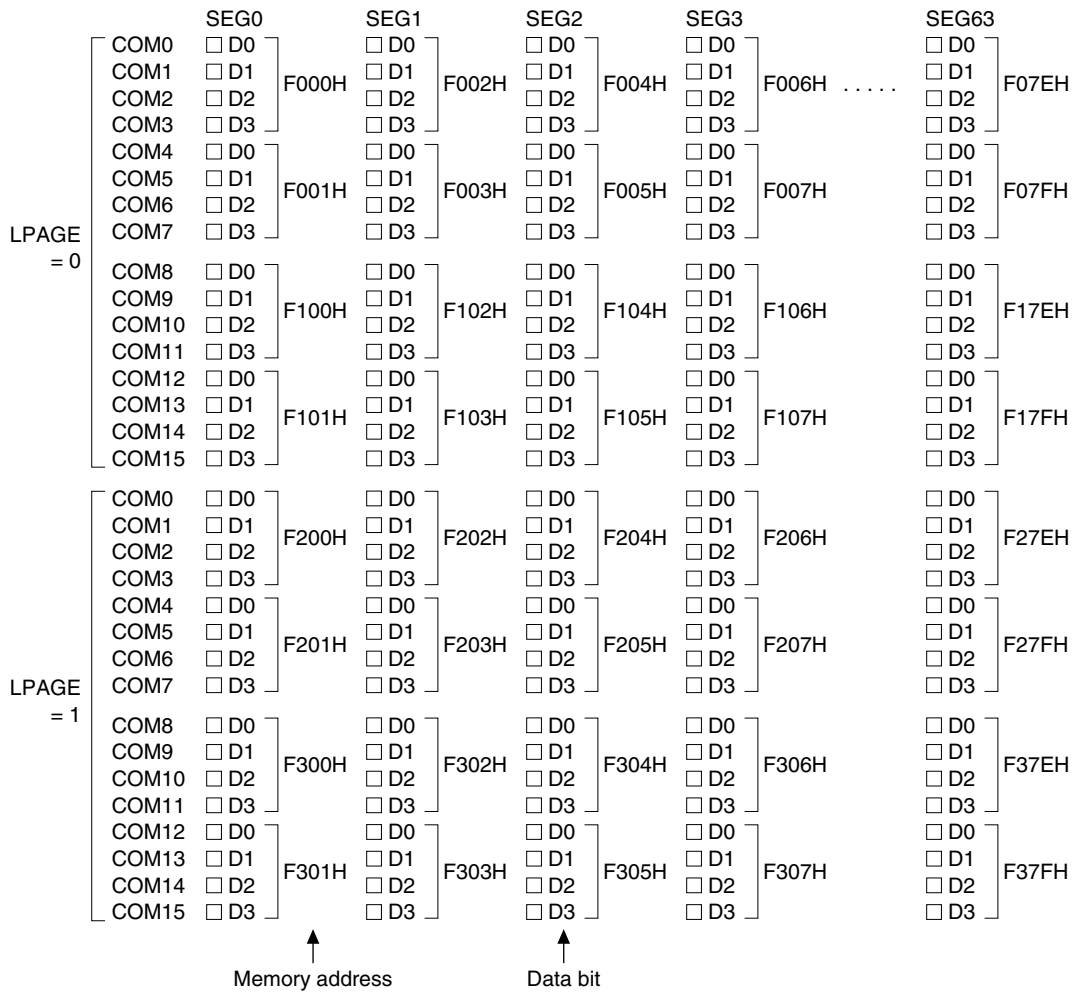 SEG0 SEG1 SEG2 SEG3 SEG63
COM0 D0 D0 D0 D0 D0
COM1 D1 D1 D1 D1 D1
F000H F002H F004H F006H . . . . . F07EH
COM2 D2 D2 D2 D2 D2
COM3 D3 D3 D3 D3 D3
COM4 D0 D0 D0 D0 D0
COM5 D1 D1 D1 D1 D1
F001H F003H F005H F007H F07FH
COM6 D2 D2 D2 D2 D2
COM7 D3 D3 D3 D3 D3
LPAGE
= 0
COM8 D0 D0 D0 D0 D0
COM9 D1 D1 D1 D1 D1
F100H F102H F104H F106H F17EH
COM10 D2 D2 D2 D2 D2
COM11 D3 D3 D3 D3 D3
COM12 D0 D0 D0 D0 D0
COM13 D1 D1 D1 D1 D1
F101H F103H F105H F107H F17FH
COM14 D2 D2 D2 D2 D2
COM15 D3 D3 D3 D3 D3
COM0 D0 D0 D0 D0 D0
COM1 D1 D1 D1 D1 D1
F200H F202H F204H F206H F27EH
COM2 D2 D2 D2 D2 D2
COM3 D3 D3 D3 D3 D3
COM4 D0 D0 D0 D0 D0
COM5 D1 D1 D1 D1 D1
F201H F203H F205H F207H F27FH
COM6 D2 D2 D2 D2 D2
COM7 D3 D3 D3 D3 D3
LPAGE
= 1
COM8 D0 D0 D0 D0 D0
COM9 D1 D1 D1 D1 D1
F300H F302H F304H F306H F37EH
COM10 D2 D2 D2 D2 D2
COM11 D3 D3 D3 D3 D3
COM12 D0 D0 D0 D0 D0
COM13 D1 D1 D1 D1 D1
F301H F303H F305H F307H F37FH
COM14 D2 D2 D2 D2 D2
COM15 D3 D3 D3 D3 D3
Memory address Data bit